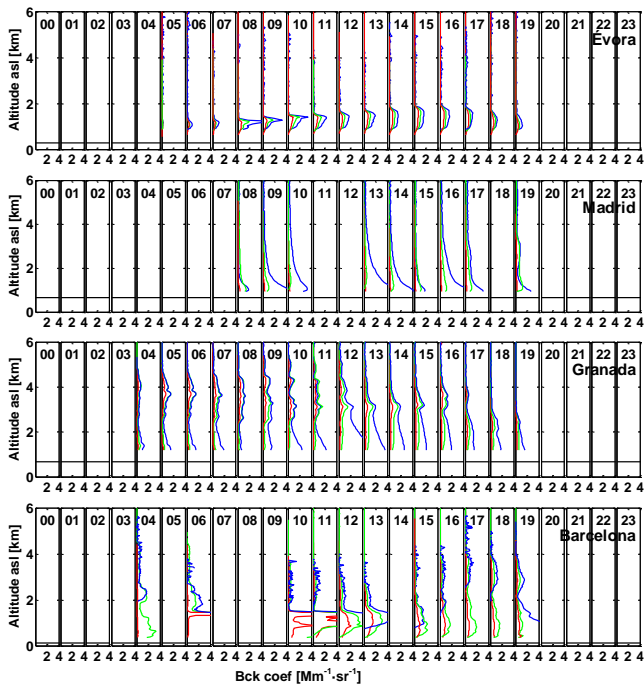 6
00 01 02 03 04 05 06 07 08 09 10 11 12 13 14 15 16 17 18 19 20 21 22 23
Évora
4
Altitude asl [km]
2
0
2 4 2 4 2 4 2 4 2 4 2 4 2 4 2 4 2 4 2 4 2 4 2 4 2 4 2 4 2 4 2 4 2 4 2 4 2 4 2 4 2 4 2 4 2 4 2 4
6
00 01 02 03 04 05 06 07 08 09 10 11 12 13 14 15 16 17 18 19 20 21 22 23
Madrid
4
Altitude asl [km]
2
0
2 4 2 4 2 4 2 4 2 4 2 4 2 4 2 4 2 4 2 4 2 4 2 4 2 4 2 4 2 4 2 4 2 4 2 4 2 4 2 4 2 4 2 4 2 4 2 4
6
00 01 02 03 04 05 06 07 08 09 10 11 12 13 14 15 16 17 18 19 20 21 22 23
Granada
4
Altitude asl [km]
2
0
2 4 2 4 2 4 2 4 2 4 2 4 2 4 2 4 2 4 2 4 2 4 2 4 2 4 2 4 2 4 2 4 2 4 2 4 2 4 2 4 2 4 2 4 2 4 2 4
6
00 01 02 03 04 05 06 07 08 09 10 11 12 13 14 15 16 17 18 19 20 21 22 23
Barcelona
4
Altitude asl [km]
2
0
2 4 2 4 2 4 2 4 2 4 2 4 2 4 2 4 2 4 2 4 2 4 2 4 2 4 2 4 2 4 2 4 2 4 2 4 2 4 2 4 2 4 2 4 2 4 2 4
Bck coef [Mm⁻¹·sr⁻¹]